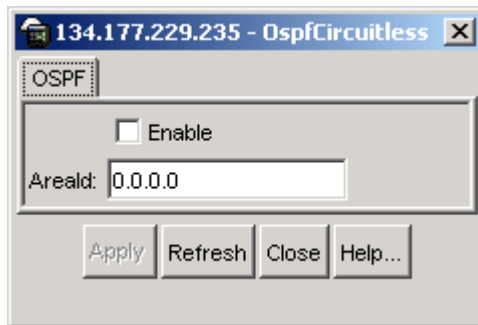 134.177.229.235 - OspfCircuitless
OSPF
Enable
AreaId: 0.0.0.0
Apply Refresh Close Help...